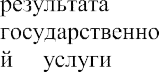 результата
государственно
й услуги